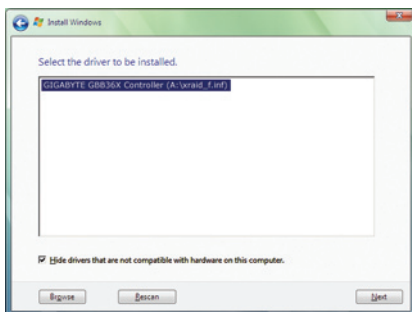 Install Windows
Select the driver to be installed.
GIGABYTE GBB36X Controller (A:\xraid_f.inf)
Hide drivers that are not compatible with hardware on this computer.
Browse
Rescan
Next